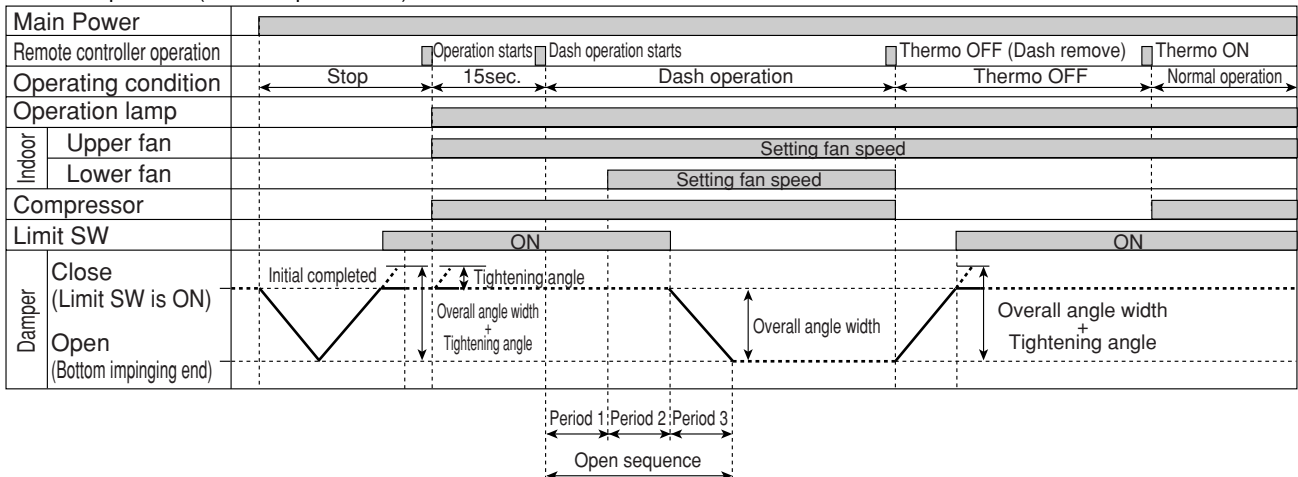 Main Power
Remote controller operation Operation starts Dash operation starts Thermo OFF (Dash remove) Thermo ON
Operating condition Stop 15sec. Dash operation Thermo OFF Normal operation
Operation lamp
Indoor
Upper fan Setting fan speed
Lower fan Setting fan speed
Compressor
Limit SW ON ON
Damper
Close
(Limit SW is ON)
Open
(Bottom impinging end)
Initial completed
Tightening angle
Overall angle width
+
Tightening angle
Overall angle width
Overall angle width
+
Tightening angle
Period 1 Period 2 Period 3
Open sequence